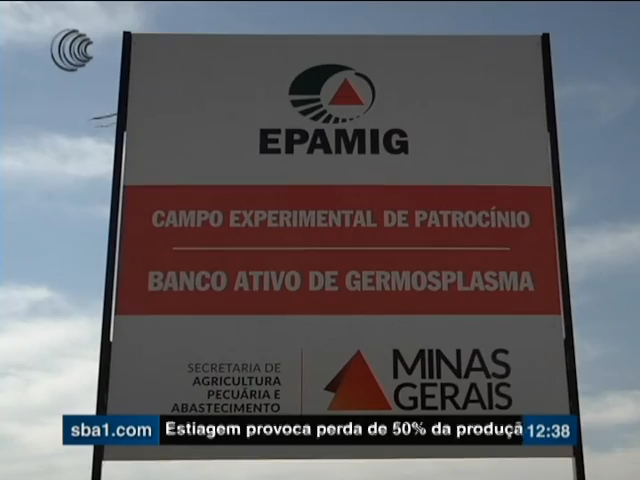 EPAMIG
CAMPO EXPERIMENTAL DE PATROCÍNIO
BANCO ATIVO DE GERMOSPLASMA
SECRETARIA DE
AGRICULTURA
PECUÁRIA E
ABASTECIMENTO
MINAS
GERAIS
sba1.com Estiagem provoca perda de 50% da produçã 12:38